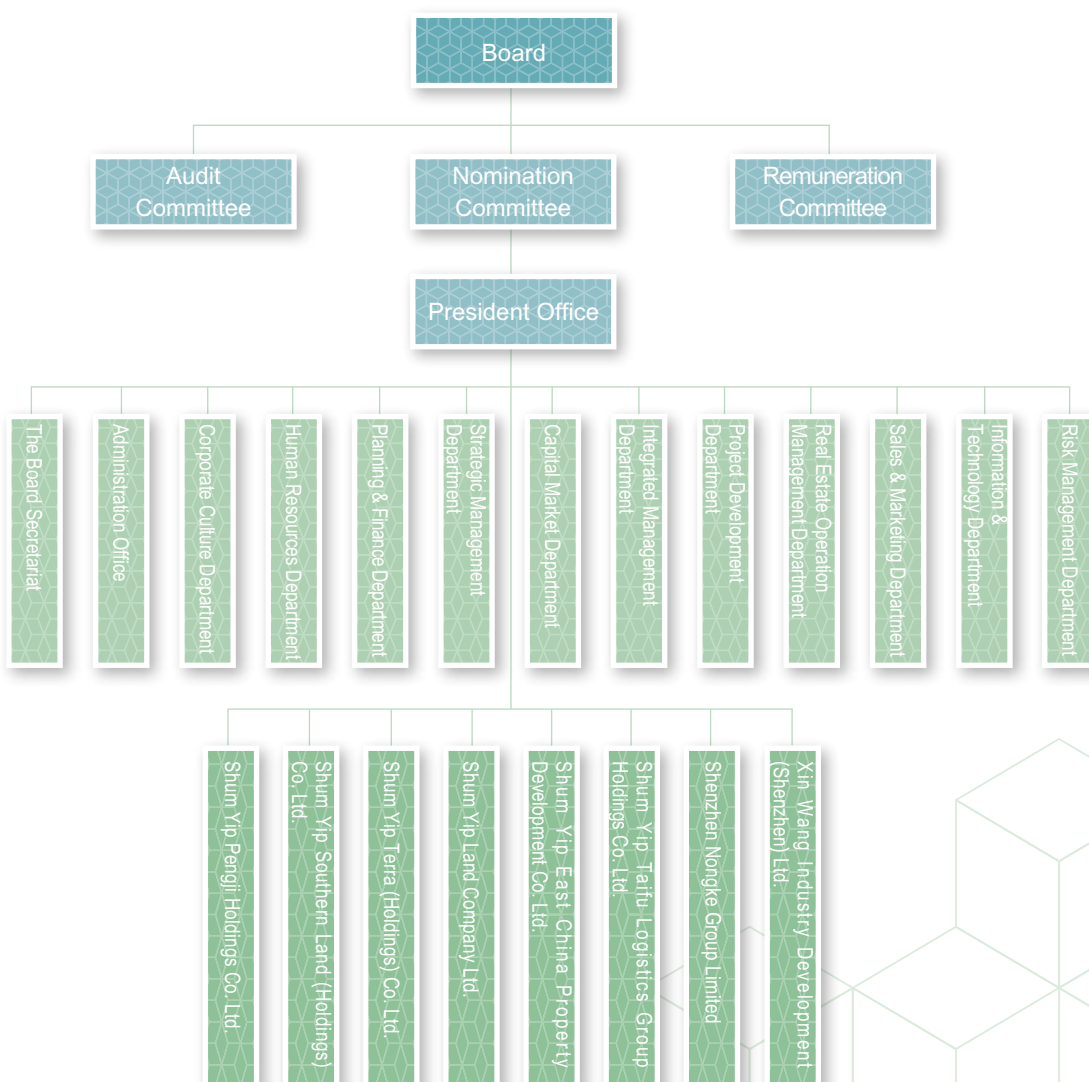 Board
Audit
Committee
Nomination
Committee
Remuneration
Committee
President Office
The Board Secretariat
Administration Office
Corporate Culture Department
Human Resources Department
Planning & Finance Department
Strategic Management
Department
Capital Market Department
Integrated Management
Department
Project Development
Department
Real Estate Operation
Management Department
Sales & Marketing Department
Information &
Technology Department
Risk Management Department
Shum Yip Pengji Holdings Co. Ltd.
Shum Yip Southern Land (Holdings)
Co. Ltd.
Shum Yip Terra (Holdings) Co. Ltd.
Shum Yip Land Company Ltd.
Shum Yip East China Property
Development Co. Ltd.
Shum Yip Taifu Logistics Group
Holdings Co. Ltd.
Shenzhen Nongke Group Limited
Xin Wang Industry Development
(Shenzhen) Ltd.